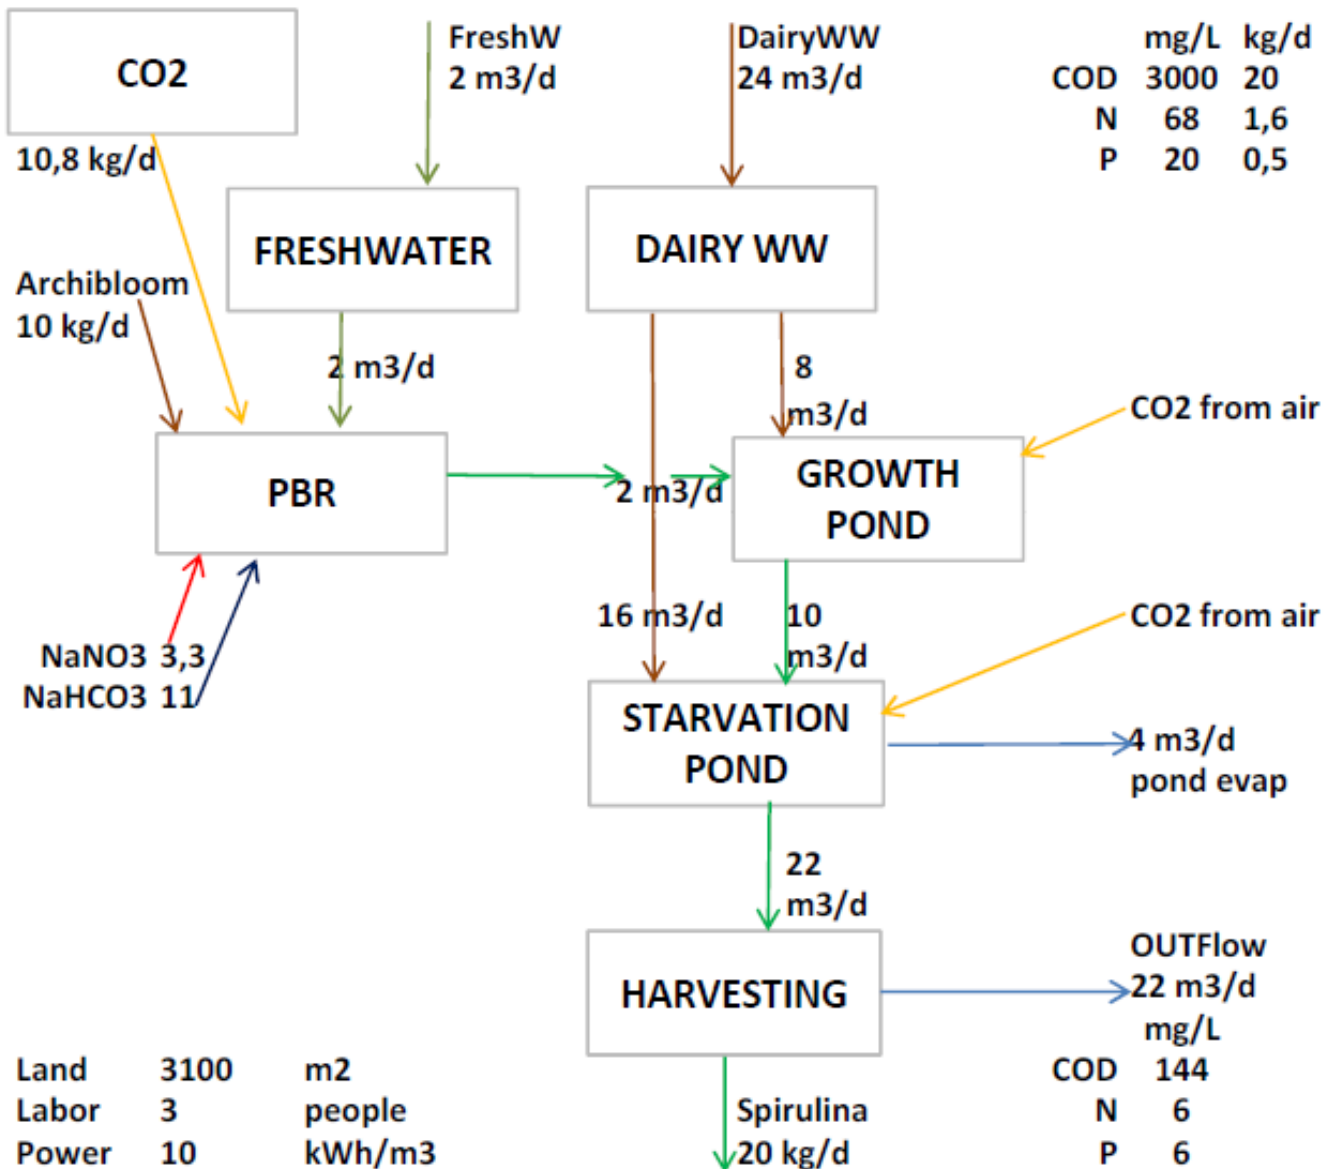 CO2
10,8 kg/d
FreshW
2 m3/d
DairyWW
24 m3/d
mg/L kg/d
COD 3000 20
N 68 1,6
P 20 0,5
FRESHWATER
DAIRY WW
Archibloom
10 kg/d
2 m3/d
8
m3/d
CO2 from air
PBR
2 m3/d
GROWTH
POND
NaNO3 3,3
NaHCO3 11
16 m3/d
10
m3/d
CO2 from air
STARVATION
POND
4 m3/d
pond evap
22
m3/d
HARVESTING
OUTFlow
22 m3/d
mg/L
COD 144
N 6
P 6
Land 3100 m2
Labor 3 people
Power 10 kWh/m3
Spirulina
20 kg/d